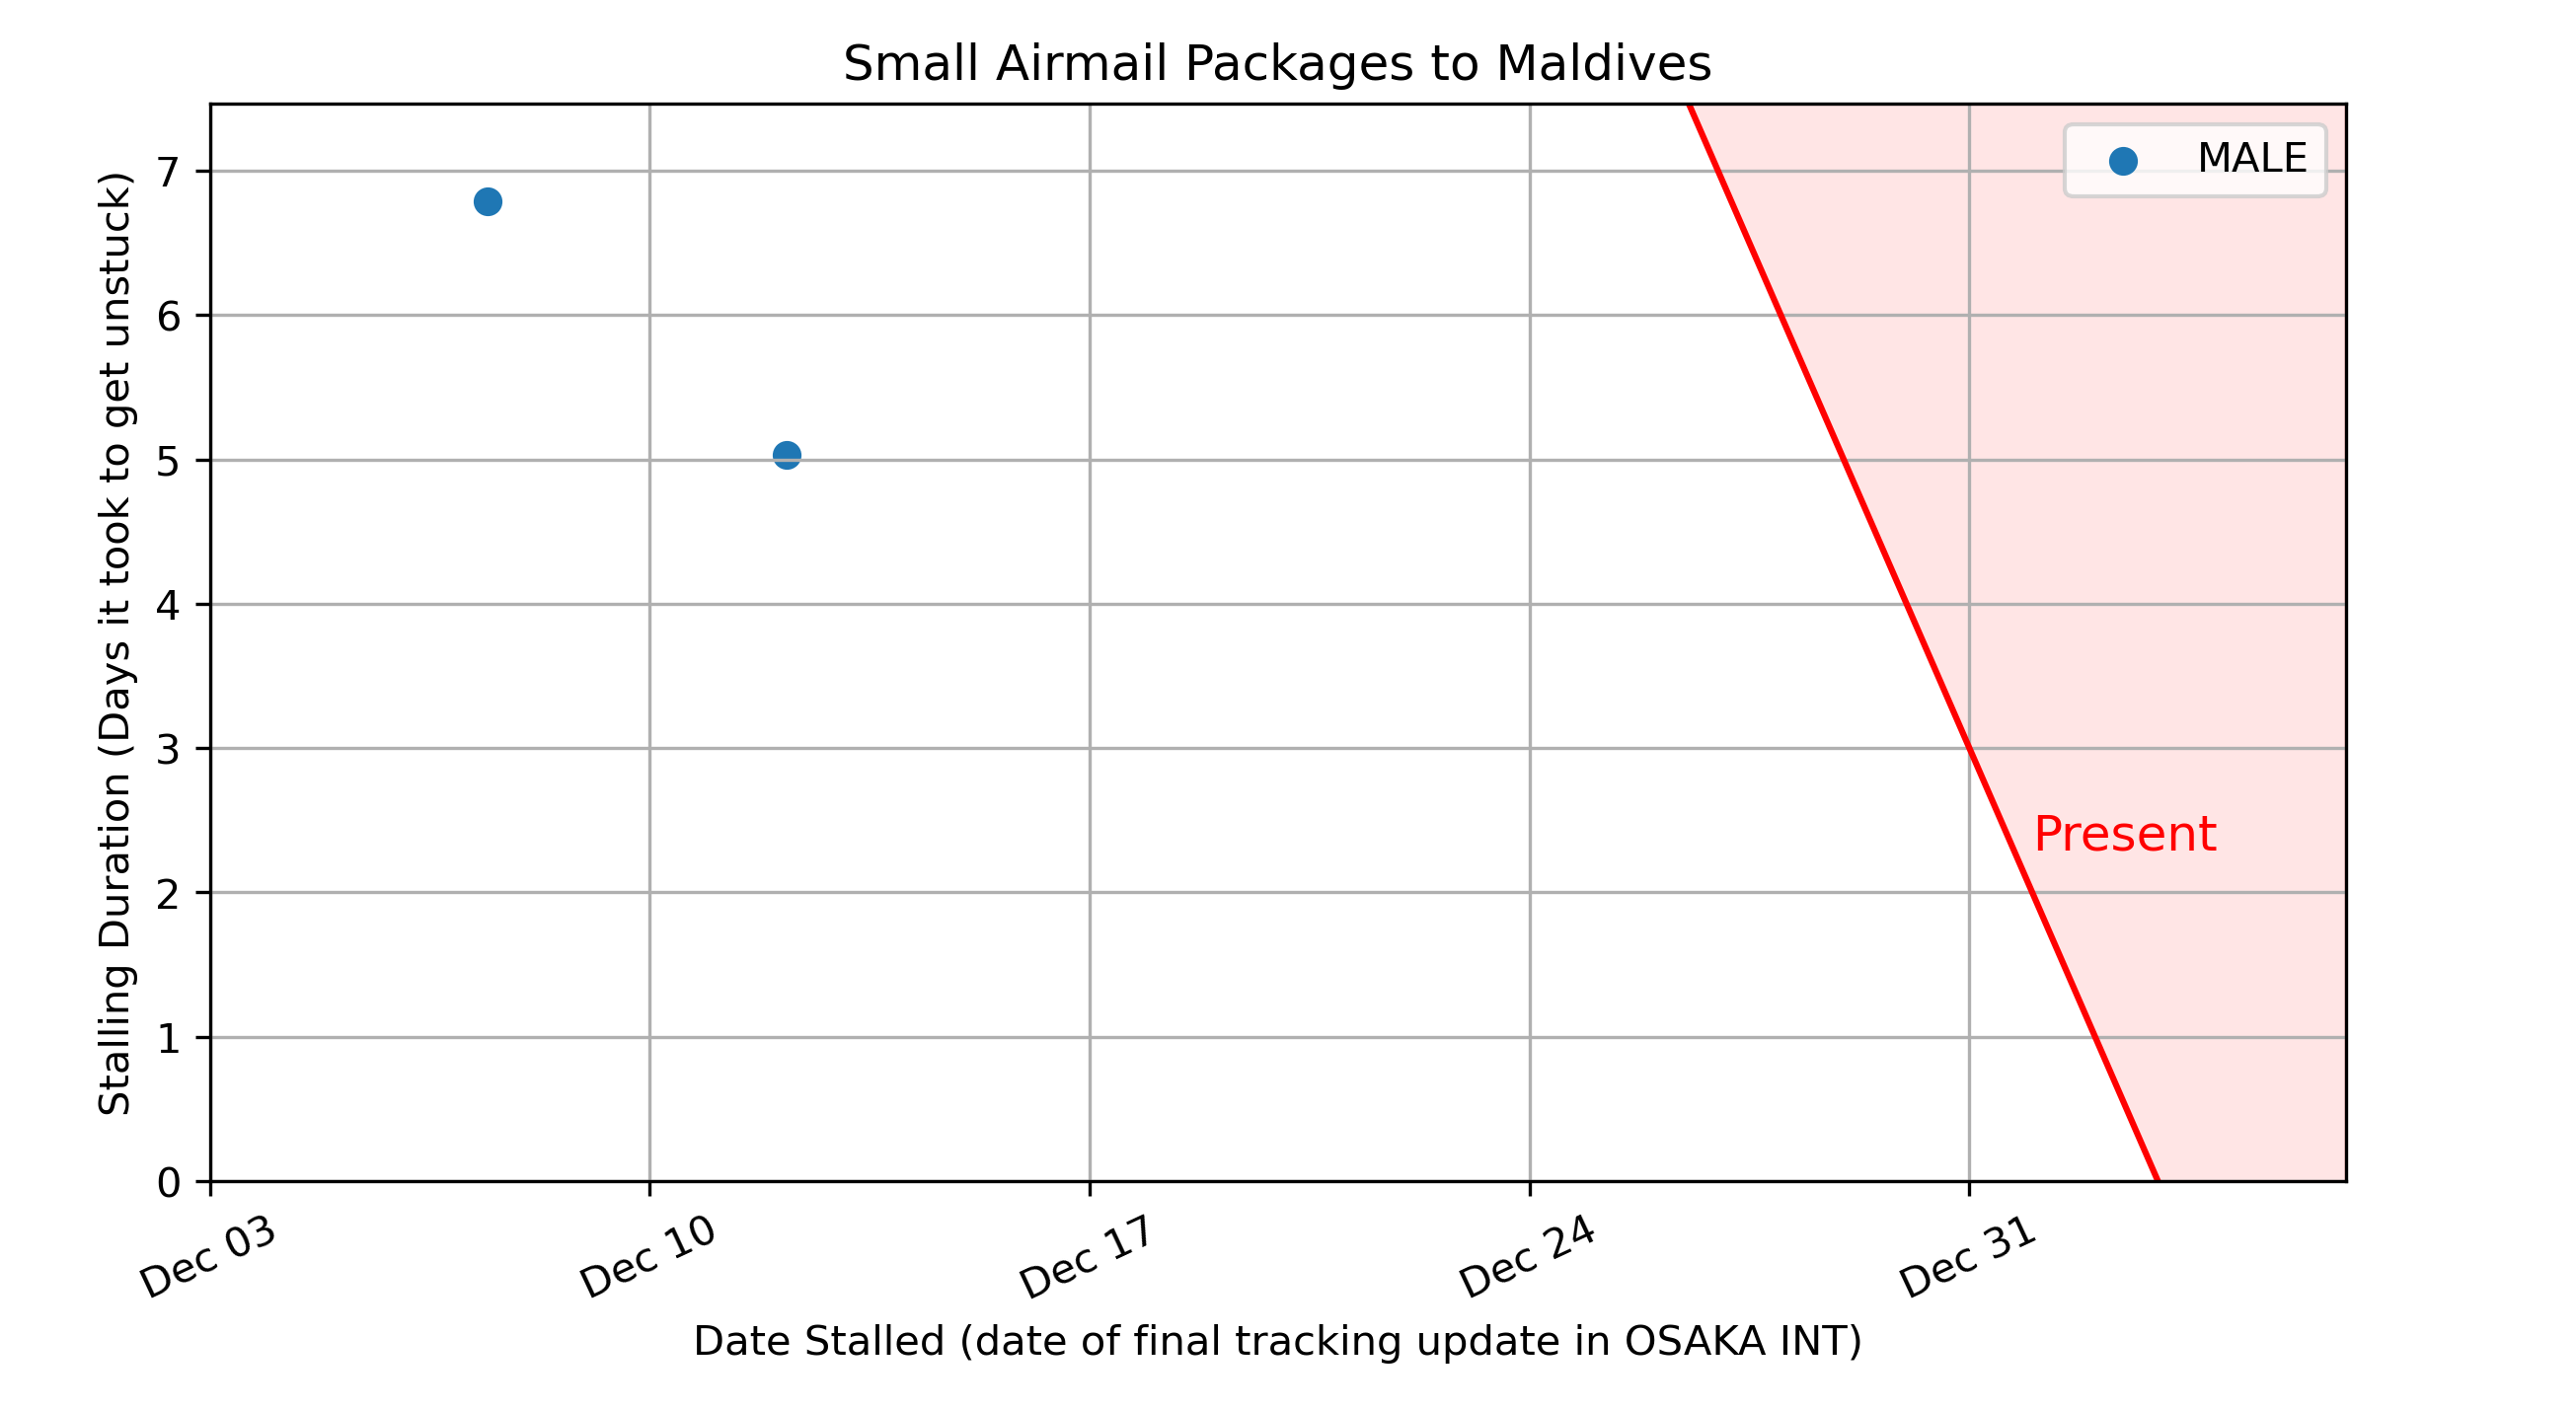 Small Airmail Packages to Maldives
MALE
Stalling Duration (Days it took to get unstuck)
7
6
5
4
3
2
1
0
Present
Dec 03
Dec 10
Dec 17
Dec 24
Dec 31
Date Stalled (date of final tracking update in OSAKA INT)